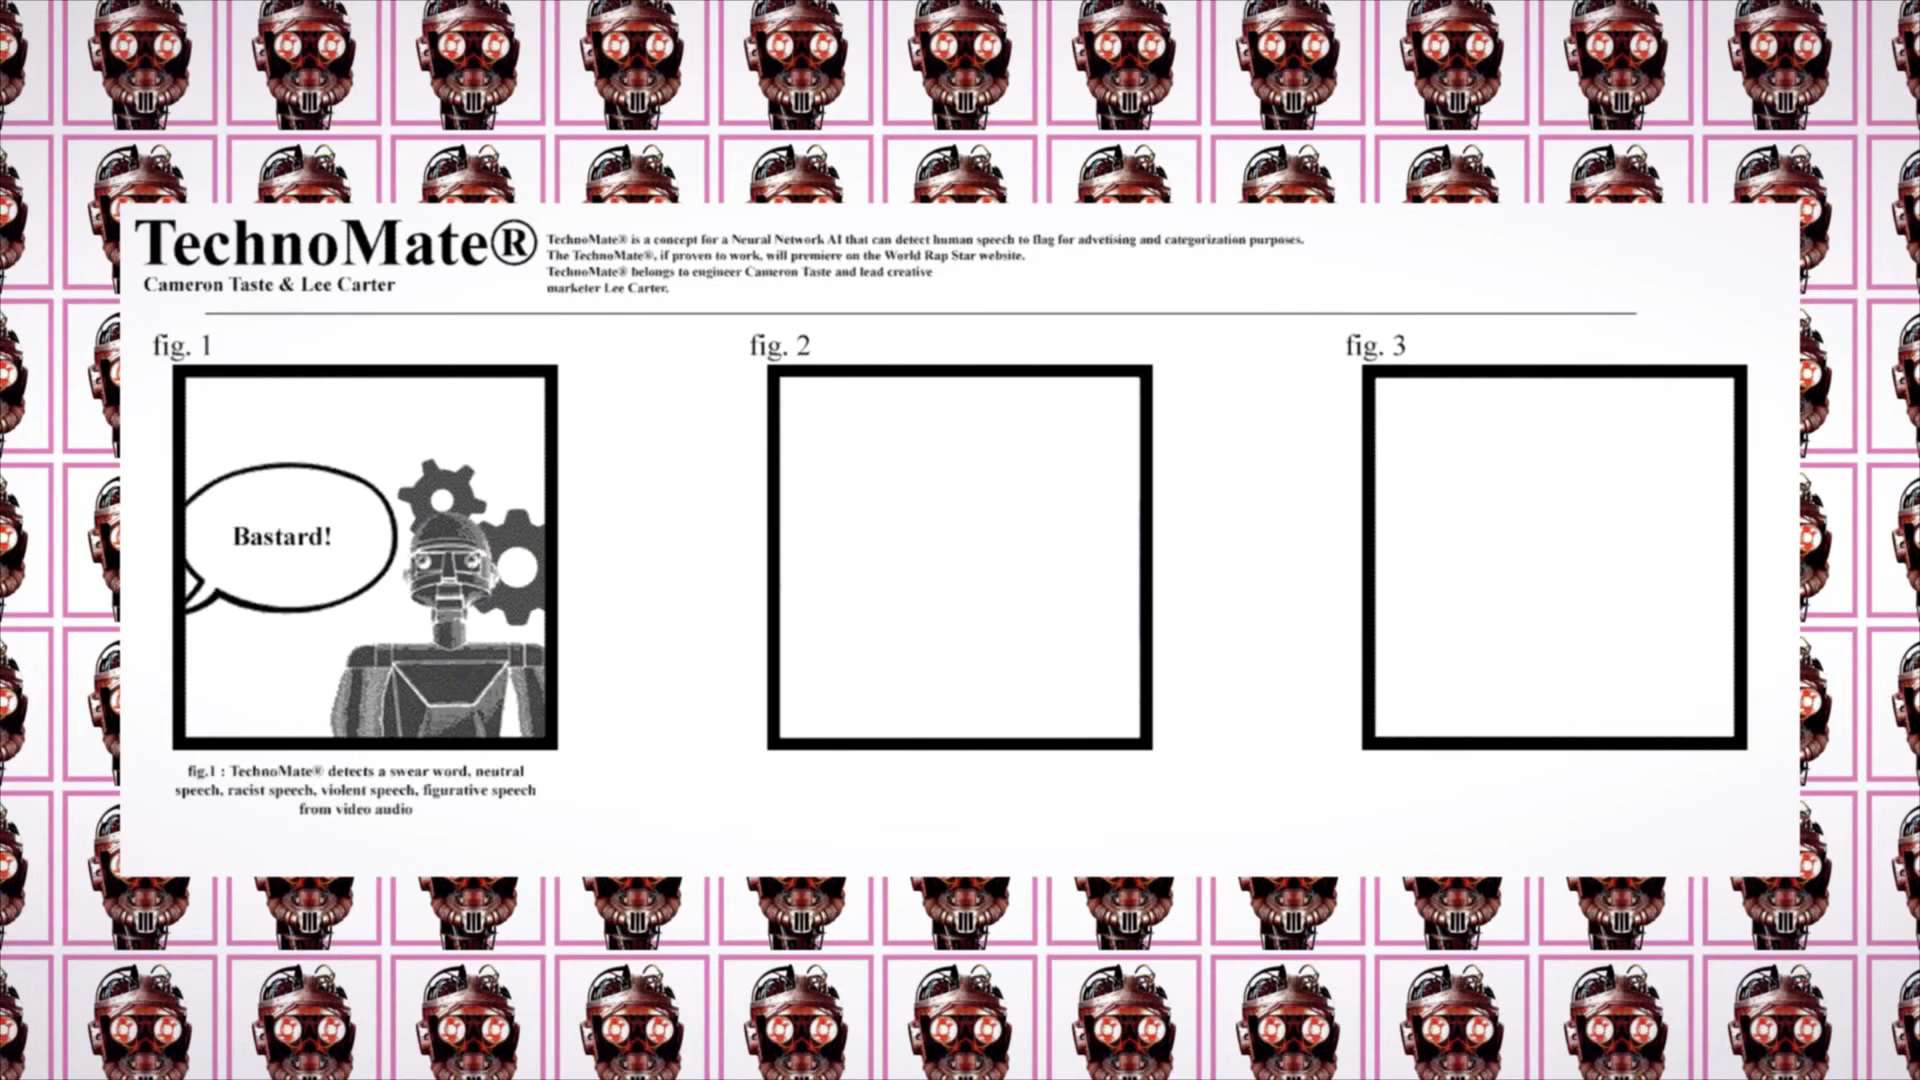 TechnoMate®
Cameron Taste & Lee Carter
TechnoMate® is a concept for a Neural Network AI that can detect human speech to flag for advetising and categorization purposes.
The TechnoMate®, if proven to work, will premiere on the World Rap Star website.
TechnoMate® belongs to engineer Cameron Taste and lead creative
marketer Lee Carter.
fig. 1
fig. 2
fig. 3
Bastard!
fig.1 : TechnoMate® detects a swear word, neutral
speech, racist speech, violent speech, figurative speech
from video audio